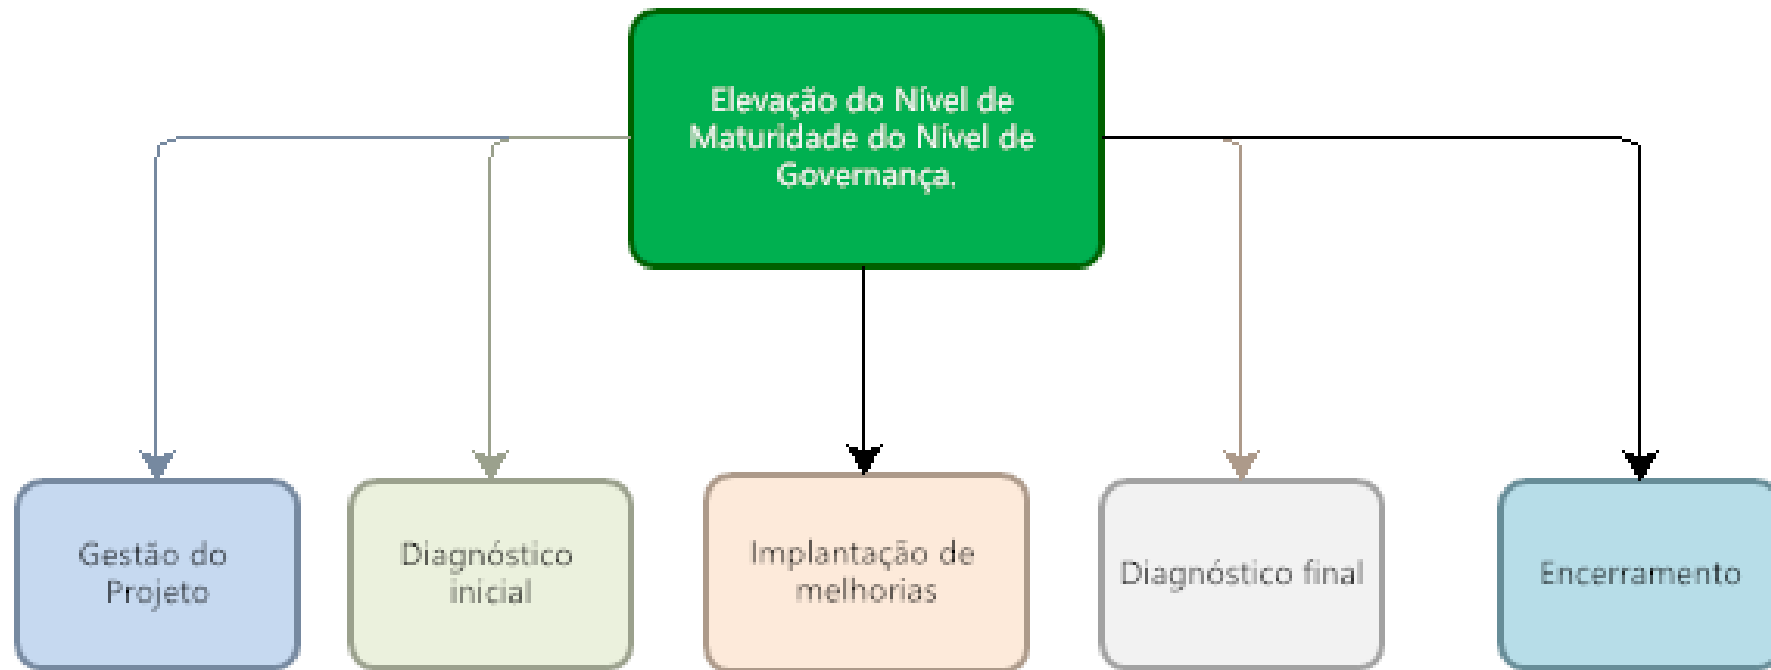 Elevação do Nível de
Maturidade do Nível de
Governança.
Gestão do
Projeto
Diagnóstico
inicial
Implantação de
melhorias
Diagnóstico final
Encerramento